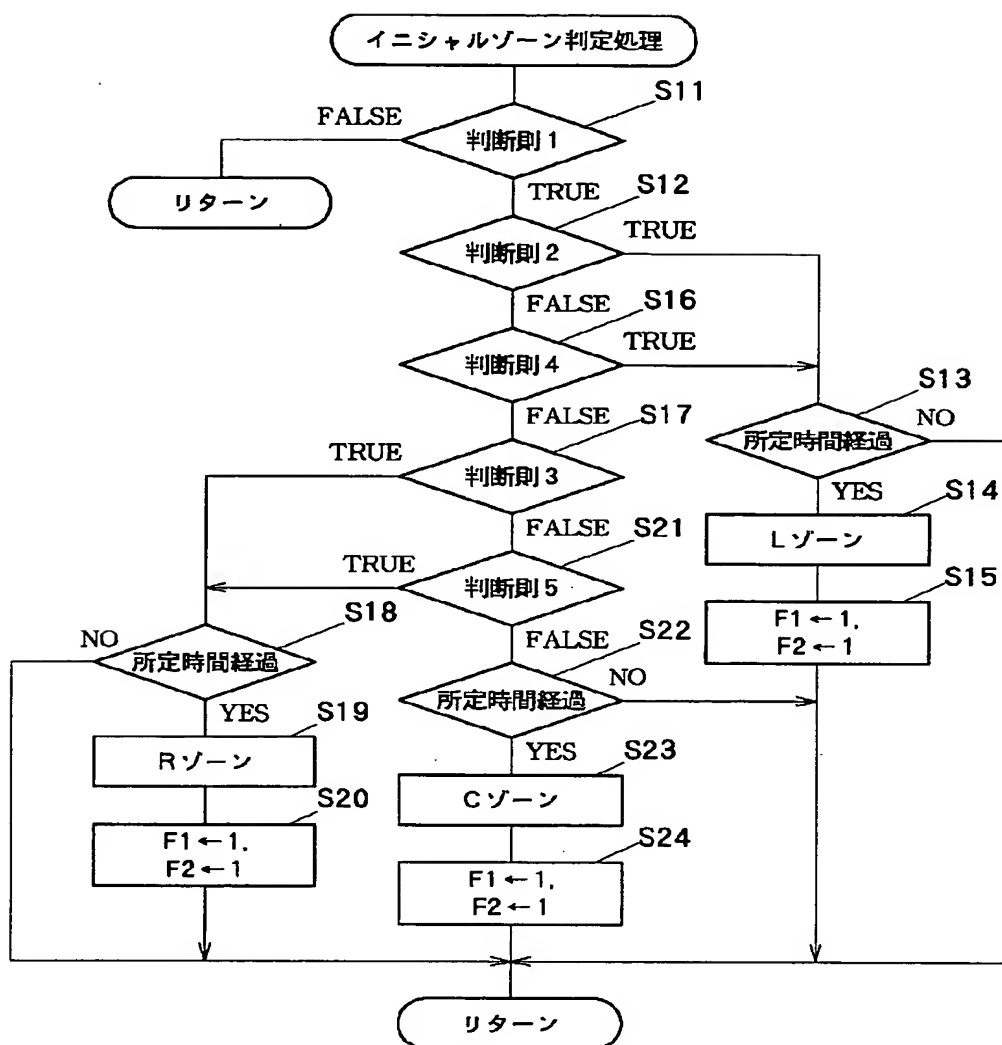 イニシャルゾーン判定処理
S11
FALSE
判断則1
リターン
TRUE
S12
TRUE
判断則2
FALSE
S16
TRUE
判断則4
S13
FALSE
S17
NO
TRUE
所定時間経過
判断則3
YES
S14
FALSE
S21
Lゾーン
TRUE
判断則5
S15
S18
F1←1,
F2←1
NO
FALSE
S22
所定時間経過
NO
所定時間経過
YES
S19
YES
S23
Rゾーン
Cゾーン
S20
S24
F1←1,
F2←1
F1←1,
F2←1
リターン